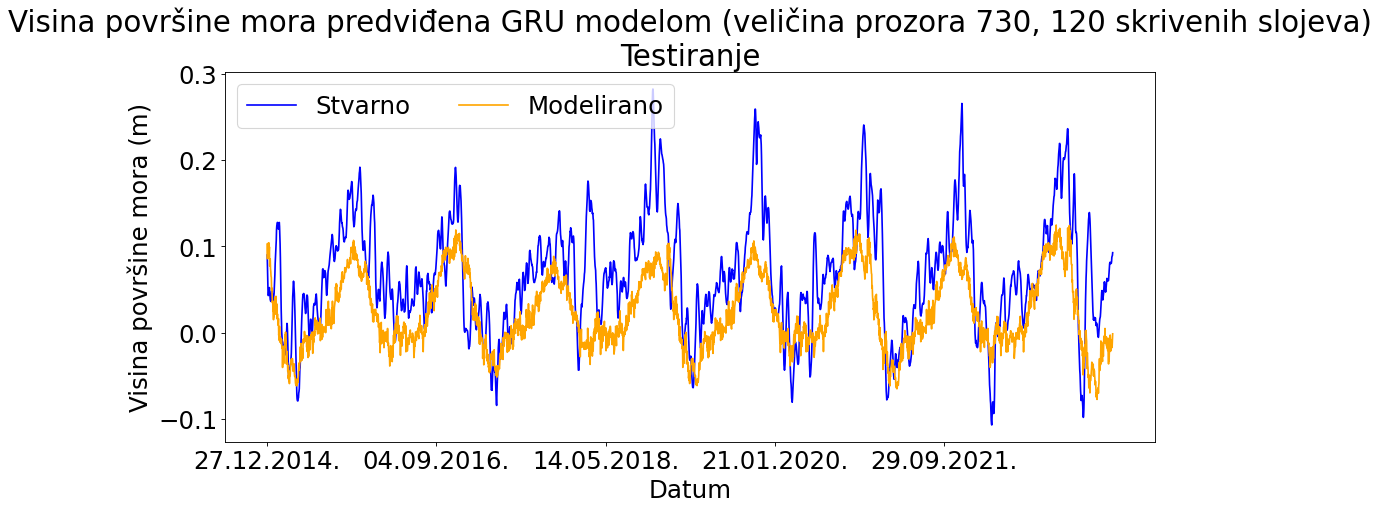 Visina površine mora predviđena GRU modelom (veličina prozora 730, 120 skrivenih slojeva)
Testiranje
Stvarno Modelirano
Visina površine mora (m)
0.3
0.2
0.1
0.0
−0.1
27.12.2014. 04.09.2016. 14.05.2018. 21.01.2020. 29.09.2021.
Datum